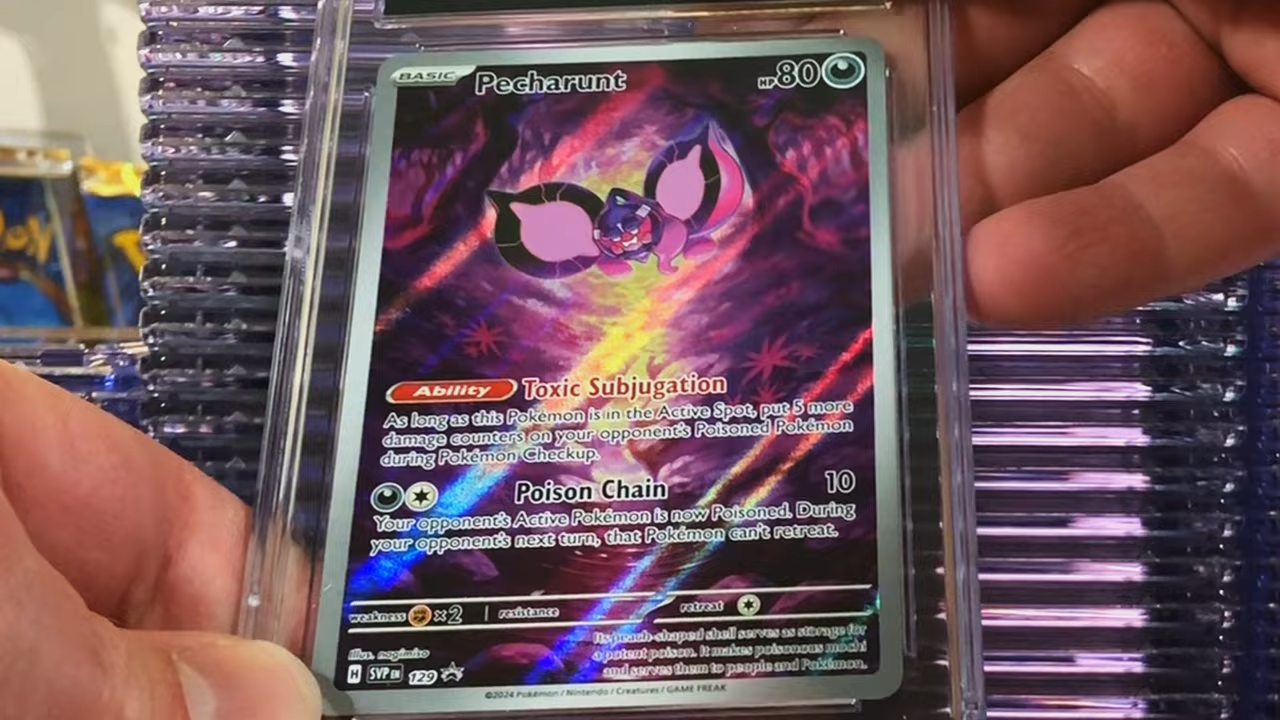 BASIC Pecharunt HP 80
Ability Toxic Subjugation
As long as this Pokémon is in the Active Spot, put 5 more
damage counters on your opponent's Poisoned Pokémon
during Pokémon Checkup.
Poison Chain 10
Your opponent's Active Pokémon is now Poisoned. During
your opponent's next turn, that Pokémon can't retreat.
weakness ×2 resistance retreat
Its peach-shaped shell serves as storage for
a potent poison. It makes poisonous mochi
and serves them to people and Pokémon.
Illus. nagimiso
H SVP EN 129
©2024 Pokémon / Nintendo / Creatures / GAME FREAK